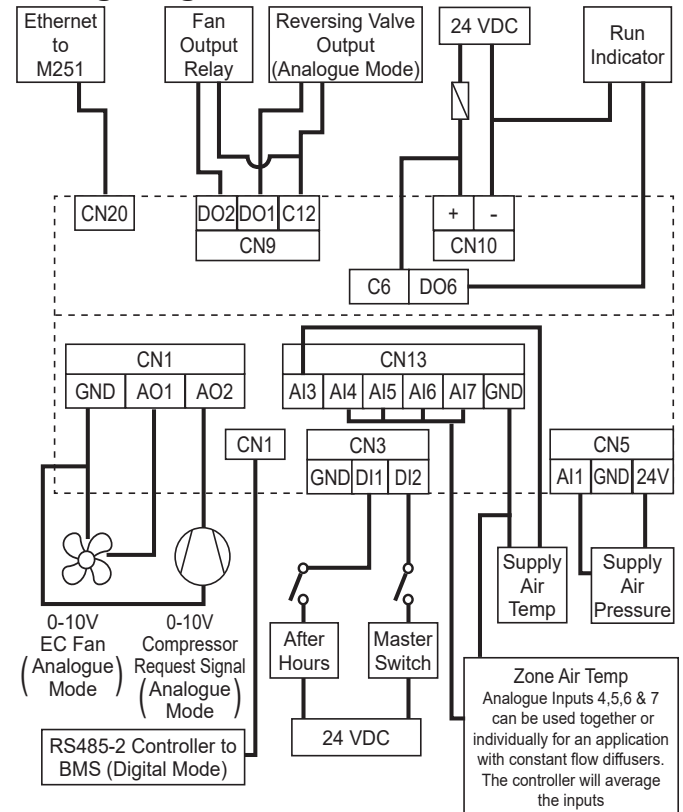 Ethernet
to
M251
Fan
Output
Relay
Reversing Valve
Output
(Analogue Mode)
24 VDC
Run
Indicator
CN20
DO2 DO1 C12
CN9
+ -
CN10
C6 DO6
CN1
GND AO1 AO2
CN13
AI3 AI4 AI5 AI6 AI7 GND
CN1
CN3
GND DI1 DI2
CN5
AI1 GND 24V
0-10V
EC Fan
(Analogue
Mode)
0-10V
Compressor
Request Signal
(Analogue
Mode)
After
Hours
Master
Switch
Supply
Air
Temp
Supply
Air
Pressure
24 VDC
RS485-2 Controller to
BMS (Digital Mode)
Zone Air Temp
Analogue Inputs 4,5,6 & 7
can be used together or
individually for an application
with constant flow diffusers.
The controller will average
the inputs